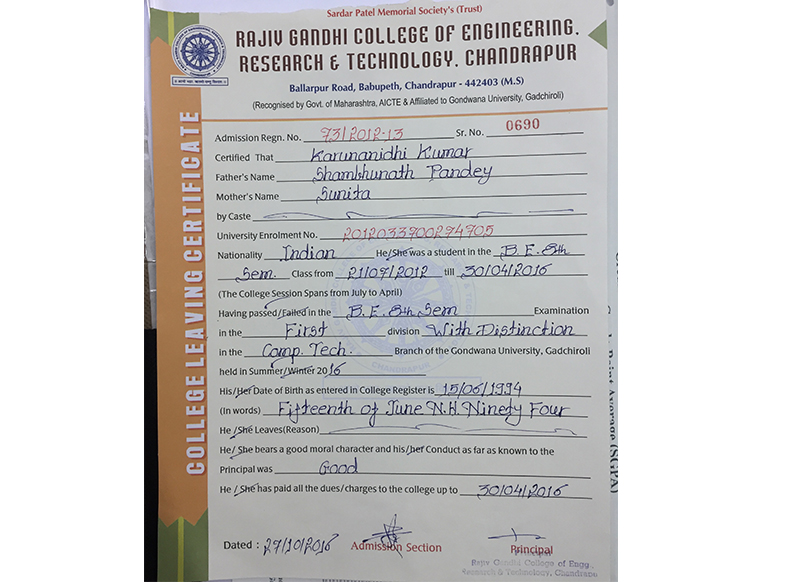 Sardar Patel Memorial Society's (Trust)
RAJIV GANDHI COLLEGE OF ENGINEERING,
RESEARCH & TECHNOLOGY, CHANDRAPUR
Ballarpur Road, Babupeth, Chandrapur - 442403 (M.S)
(Recognised by Govt. of Maharashtra, AICTE & Affiliated to Gondwana University, Gadchiroli)
COLLEGE LEAVING CERTIFICATE
Admission Regn. No. 73/2012-13 Sr. No. 0690
Certified That Karunanidhi Kumar
Father's Name Shambhunath Pandey
Mother's Name Sunita
by Caste
University Enrolment No. 2012033700274705
Nationality Indian He/She was a student in the B.E. 8th
Sem. Class from 21/07/2012 till 30/04/2016
(The College Session Spans from July to April)
Having passed/Failed in the B.E. 8th Sem Examination
in the First division With Distinction
in the Comp. Tech. Branch of the Gondwana University, Gadchiroli
held in Summer/Winter 2016
His/Her Date of Birth as entered in College Register is 15/06/1994
(In words) Fifteenth of June N.H. Ninety Four
He/She Leaves(Reason)
He/She bears a good moral character and his/her Conduct as far as known to the
Principal was Good
He/She has paid all the dues/charges to the college up to 30/04/2016
Dated : 27/10/2016 Admission Section Principal
Principal
Rajiv Gandhi College of Engg.,
Research & Technology, Chandrapur